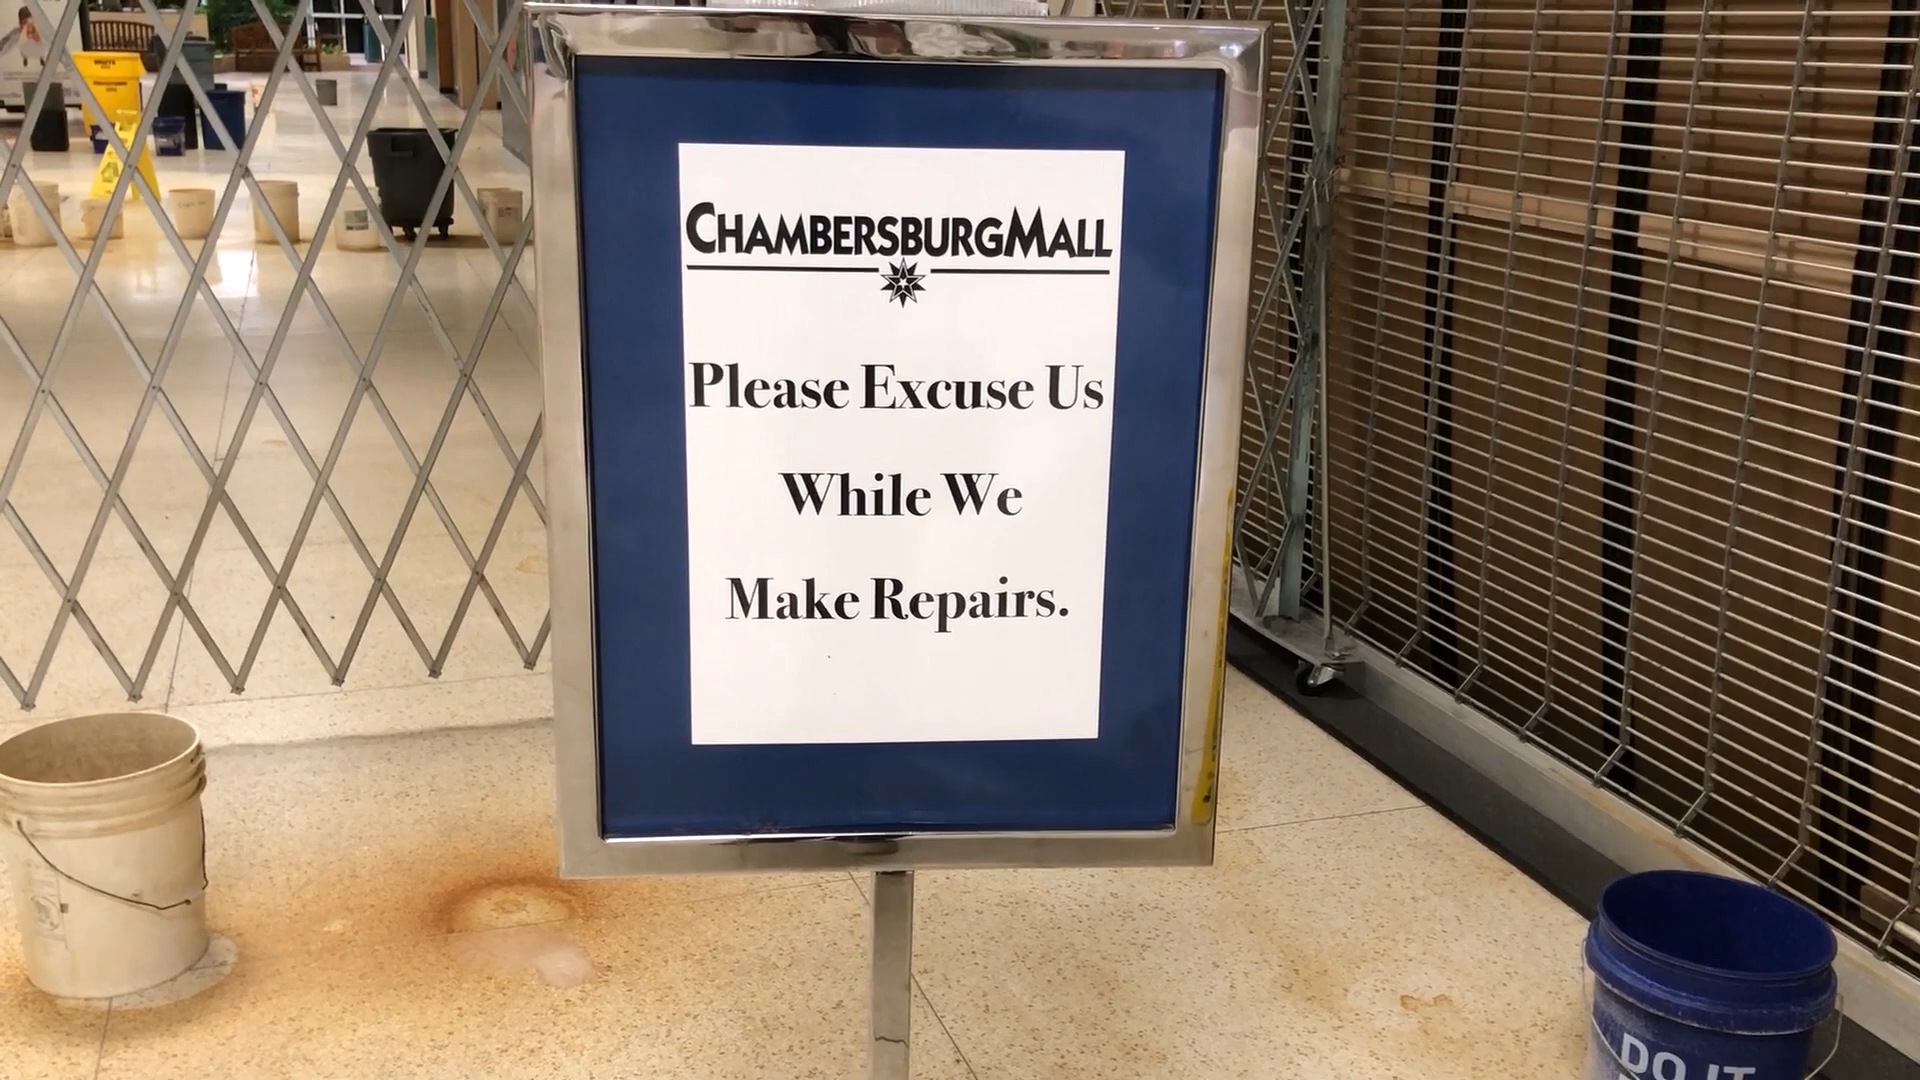 CHAMBERSBURGMALL
Please Excuse Us
While We
Make Repairs.
DO IT